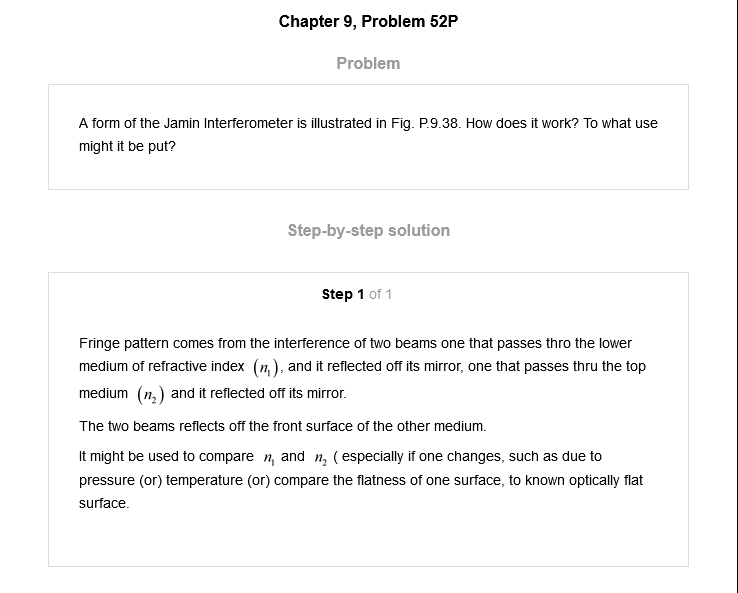 Chapter 9, Problem 52P
Problem
A form of the Jamin Interferometer is illustrated in Fig. P.9.38. How does it work? To what use
might it be put?
Step-by-step solution
Step 1 of 1
Fringe pattern comes from the interference of two beams one that passes thro the lower
medium of refractive index (n₁), and it reflected off its mirror, one that passes thru the top
medium (n₂) and it reflected off its mirror.
The two beams reflects off the front surface of the other medium.
It might be used to compare n₁ and n₂ ( especially if one changes, such as due to
pressure (or) temperature (or) compare the flatness of one surface, to known optically flat
surface.